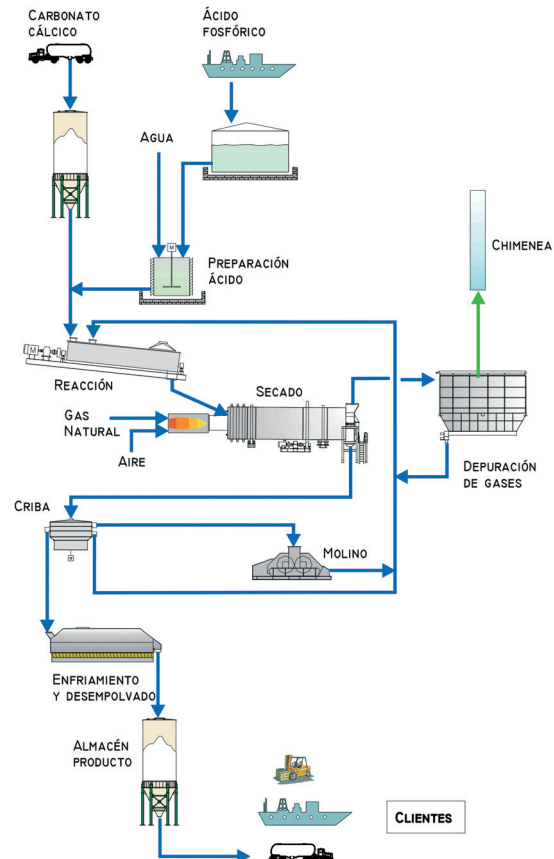 CARBONATO
CÁLCICO
ÁCIDO
FOSFÓRICO
AGUA
M
PREPARACIÓN
ÁCIDO
CHIMENEA
M
REACCIÓN
SECADO
GAS
NATURAL
AIRE
DEPURACIÓN
DE GASES
CRIBA
M
MOLINO
ENFRIAMIENTO
Y DESEMPOLVADO
ALMACÉN
PRODUCTO
CLIENTES